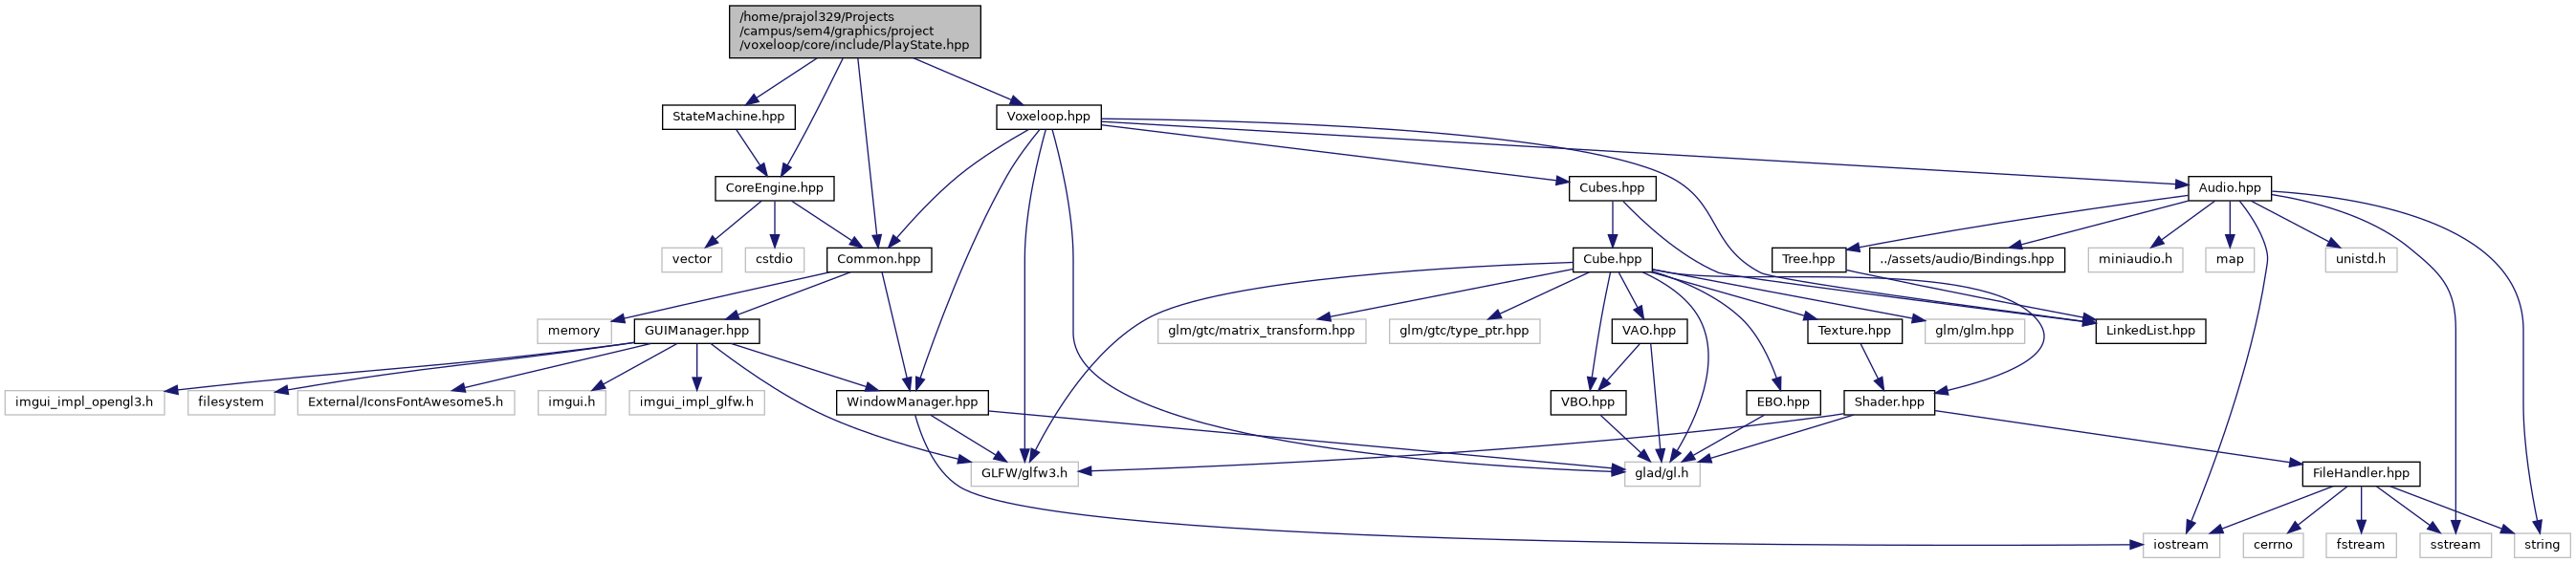 /home/prajol329/Projects
/campus/sem4/graphics/project
/voxeloop/core/include/PlayState.hpp
StateMachine.hpp
Voxeloop.hpp
CoreEngine.hpp
Cubes.hpp
Audio.hpp
vector
cstdio
Common.hpp
Cube.hpp
Tree.hpp
../assets/audio/Bindings.hpp
miniaudio.h
map
unistd.h
memory
GUIManager.hpp
glm/gtc/matrix_transform.hpp
glm/gtc/type_ptr.hpp
VAO.hpp
Texture.hpp
glm/glm.hpp
LinkedList.hpp
imgui_impl_opengl3.h
filesystem
External/IconsFontAwesome5.h
imgui.h
imgui_impl_glfw.h
WindowManager.hpp
VBO.hpp
EBO.hpp
Shader.hpp
GLFW/glfw3.h
glad/gl.h
FileHandler.hpp
iostream
cerrno
fstream
sstream
string